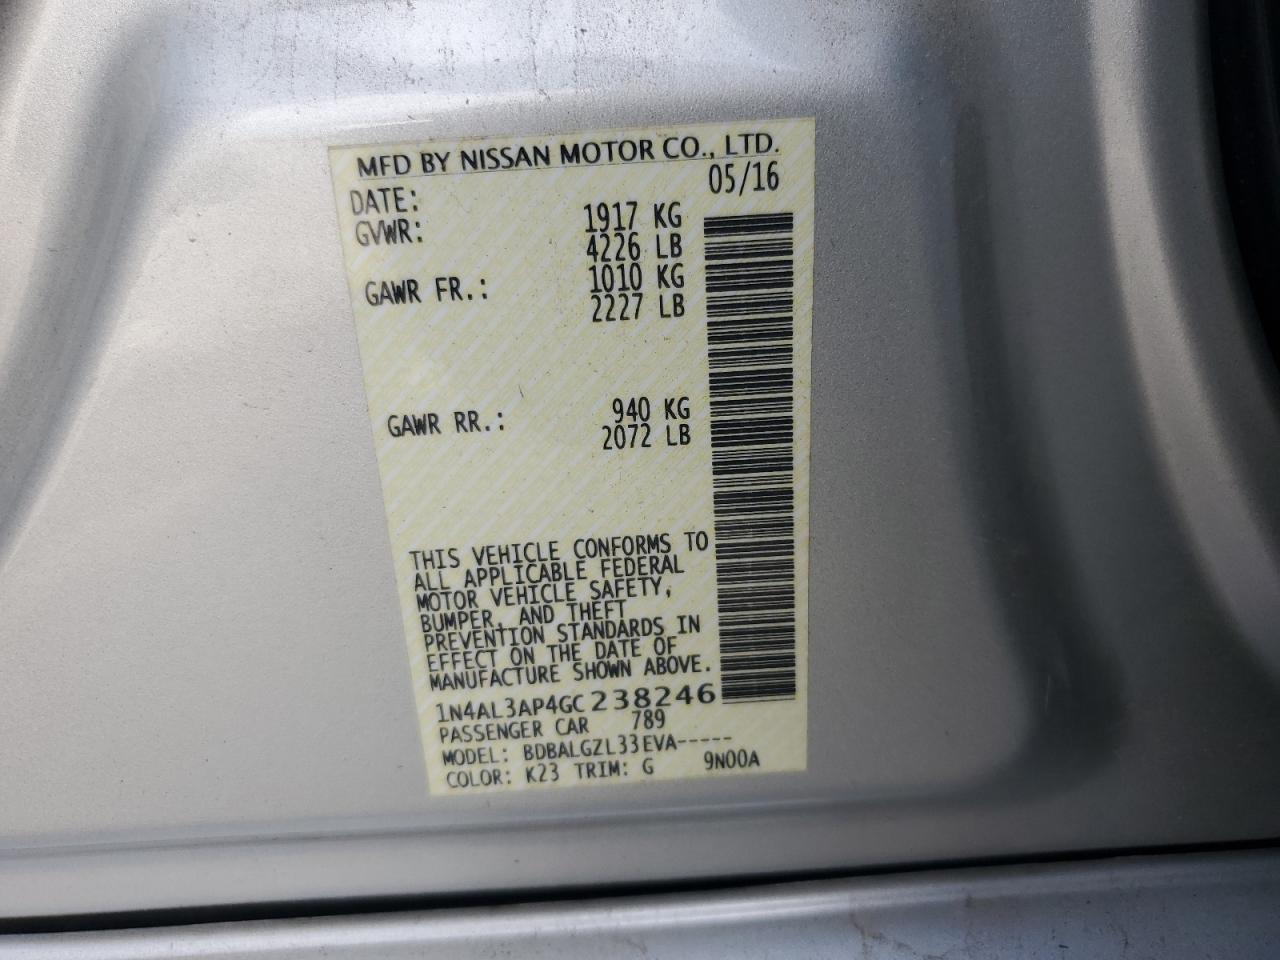 MFD BY NISSAN MOTOR CO., LTD.
DATE: 05/16
GVWR: 1917 KG
4226 LB
GAWR FR.: 1010 KG
2227 LB
GAWR RR.: 940 KG
2072 LB
THIS VEHICLE CONFORMS TO
ALL APPLICABLE FEDERAL
MOTOR VEHICLE SAFETY,
BUMPER, AND THEFT
PREVENTION STANDARDS IN
EFFECT ON THE DATE OF
MANUFACTURE SHOWN ABOVE.
1N4AL3AP4GC238246
PASSENGER CAR 789
MODEL: BDBALGZL33EVA-----
COLOR: K23 TRIM: G 9N00A